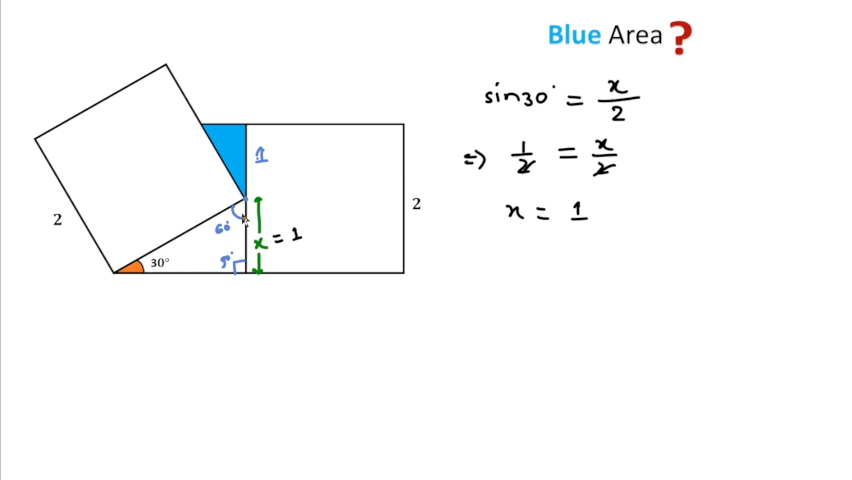 Blue Area ?
sin30° = x/2
1
=> 1/2 = x/2
2
2
60°
x = 1
x = 1
30°